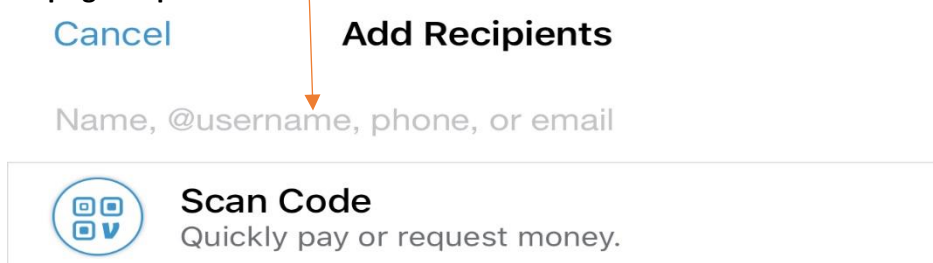 Cancel
Add Recipients
Name, @username, phone, or email
Scan Code
Quickly pay or request money.